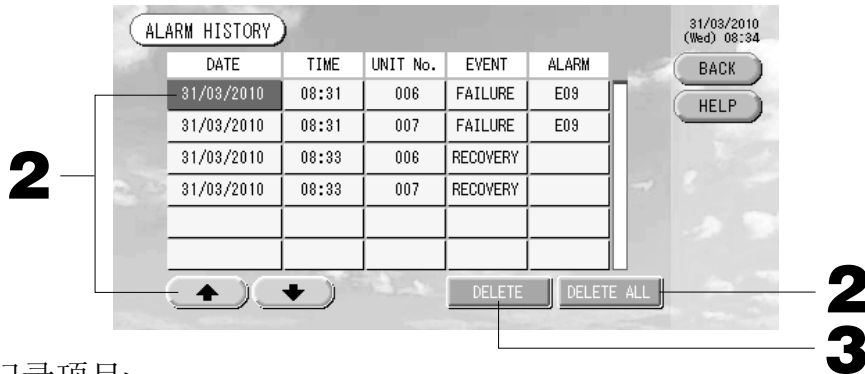 ALARM HISTORY
31/03/2010
(Wed) 08:34
BACK
HELP
DATE TIME UNIT No. EVENT ALARM
31/03/2010 08:31 006 FAILURE E09
31/03/2010 08:31 007 FAILURE E09
31/03/2010 08:33 006 RECOVERY
31/03/2010 08:33 007 RECOVERY
2
DELETE DELETE ALL
2
3
项目>